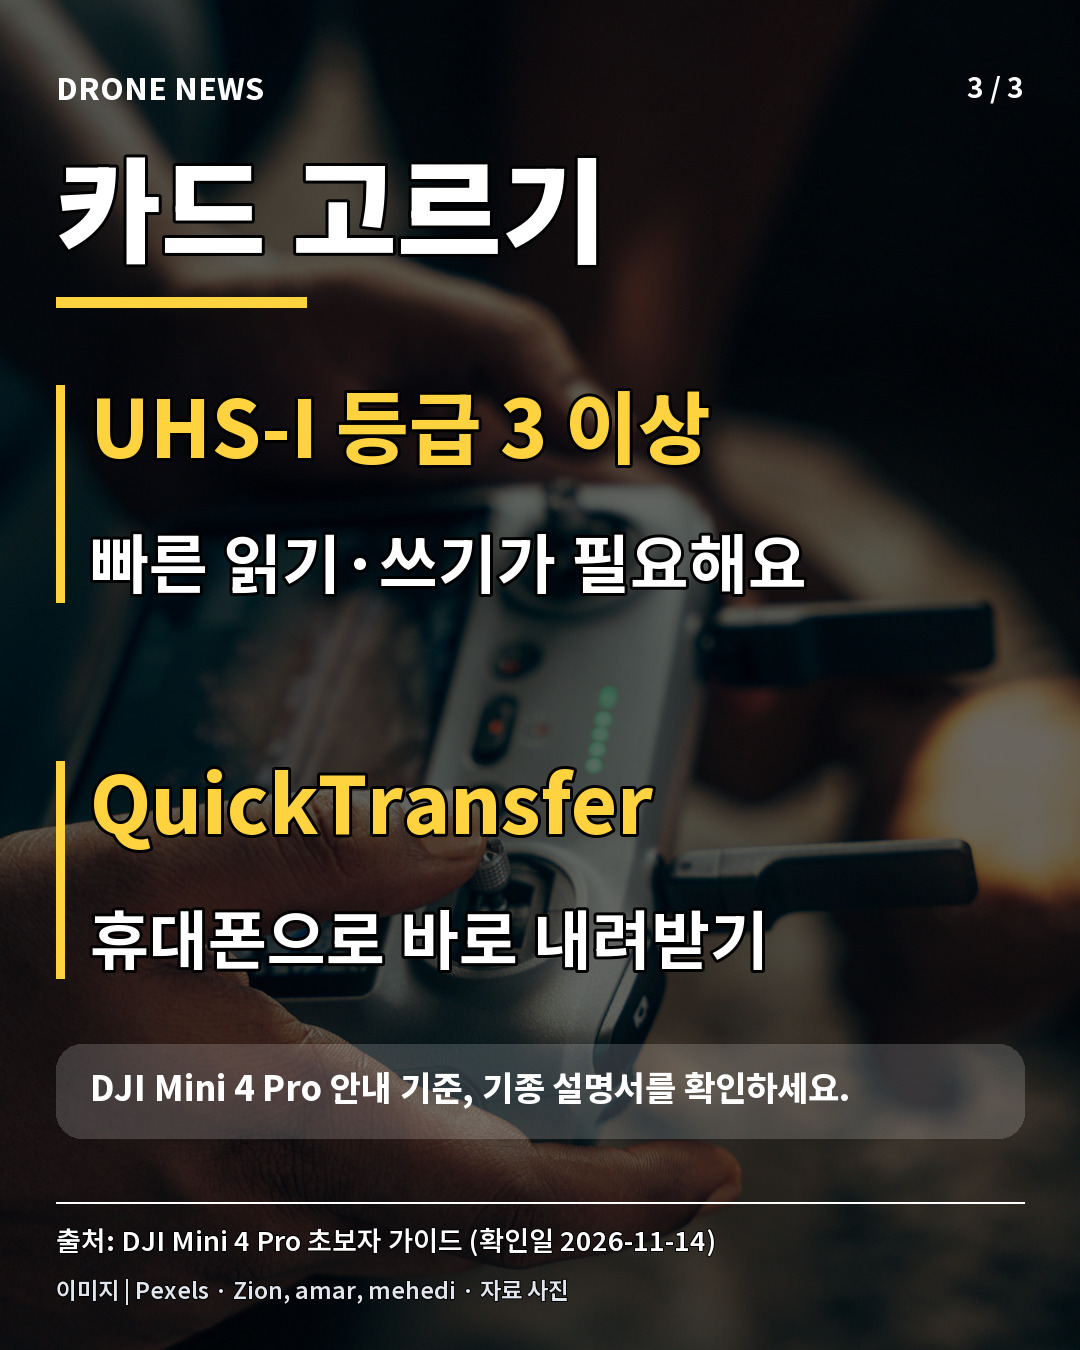 DRONE NEWS
3 / 3
카드 고르기
UHS-I 등급 3 이상
빠른 읽기·쓰기가 필요해요
QuickTransfer
휴대폰으로 바로 내려받기
DJI Mini 4 Pro 안내 기준, 기종 설명서를 확인하세요.
출처: DJI Mini 4 Pro 초보자 가이드 (확인일 2026-11-14)
이미지 | Pexels · Zion, amar, mehedi · 자료 사진